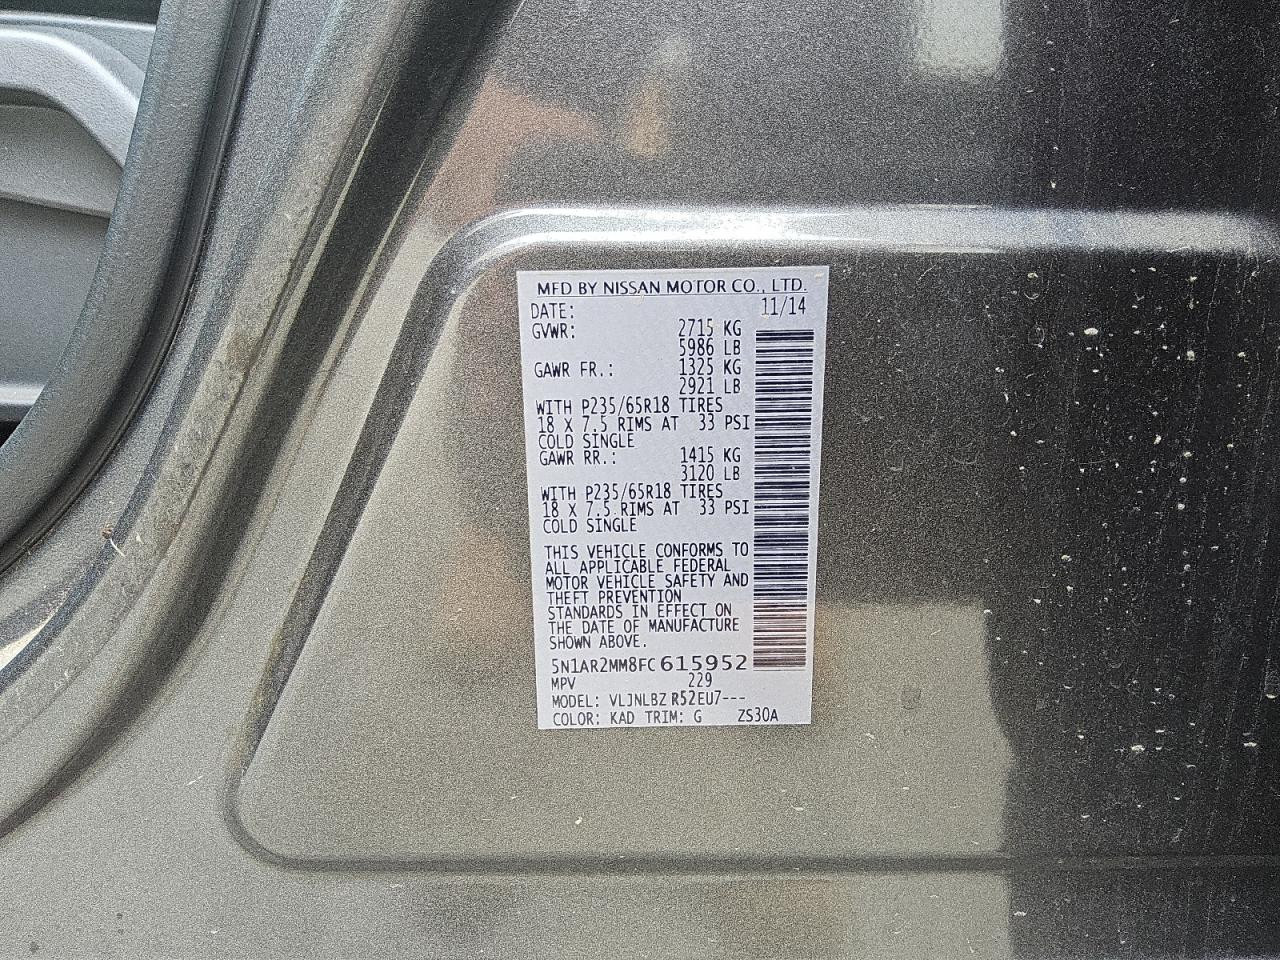 MFD BY NISSAN MOTOR CO., LTD.
DATE: 11/14
GVWR: 2715 KG
5986 LB
GAWR FR.: 1325 KG
2921 LB
WITH P235/65R18 TIRES
18 X 7.5 RIMS AT 33 PSI
COLD SINGLE
GAWR RR.: 1415 KG
3120 LB
WITH P235/65R18 TIRES
18 X 7.5 RIMS AT 33 PSI
COLD SINGLE
THIS VEHICLE CONFORMS TO
ALL APPLICABLE FEDERAL
MOTOR VEHICLE SAFETY AND
THEFT PREVENTION
STANDARDS IN EFFECT ON
THE DATE OF MANUFACTURE
SHOWN ABOVE.
5N1AR2MM8FC615952
MPV 229
MODEL: VLJNLBZ R52EU7---
COLOR: KAD TRIM: G ZS30A